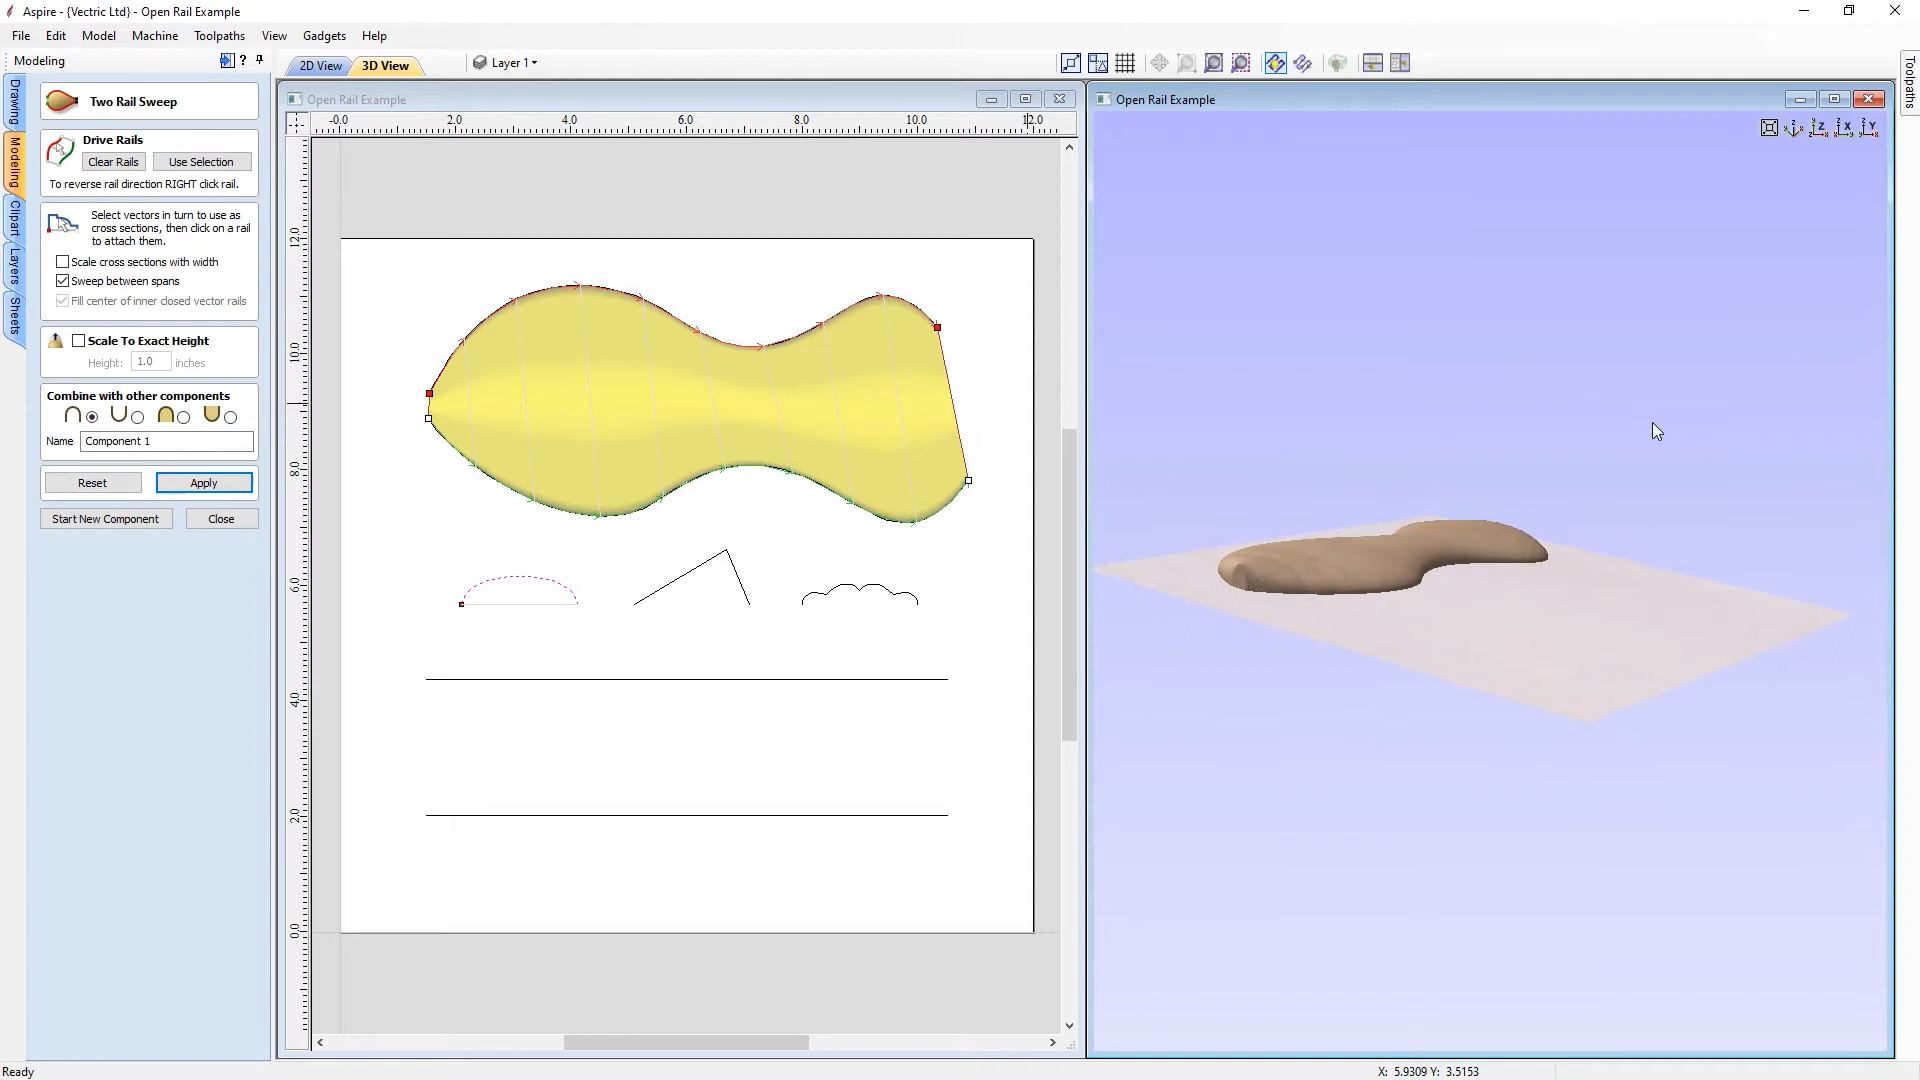 Aspire - {Vectric Ltd} - Open Rail Example
File Edit Model Machine Toolpaths View Gadgets Help
Modeling
?
2D View
3D View
Layer 1
Drawing
Modeling
Clipart
Layers
Sheets
Two Rail Sweep
Drive Rails
Clear Rails
Use Selection
To reverse rail direction RIGHT click rail.
Select vectors in turn to use as
cross sections, then click on a rail
to attach them.
Scale cross sections with width
Sweep between spans
Fill center of inner closed vector rails
Scale To Exact Height
Height: 1.0 inches
Combine with other components
Name Component 1
Reset
Apply
Start New Component
Close
Open Rail Example
-0.0 2.0 4.0 6.0 8.0 10.0 12.0
12.0
10.0
8.0
6.0
4.0
2.0
0.0
Open Rail Example
Toolpaths
Ready
X: 5.9309 Y: 3.5153